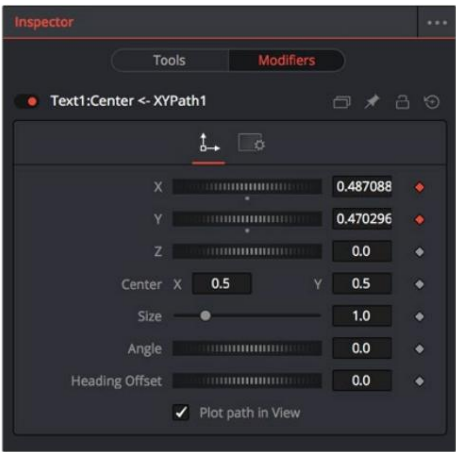 Inspector
Tools Modifiers
Text1:Center <- XYPath1
X 0.487088
Y 0.470296
Z 0.0
Center X 0.5 Y 0.5
Size 1.0
Angle 0.0
Heading Offset 0.0
Plot path in View